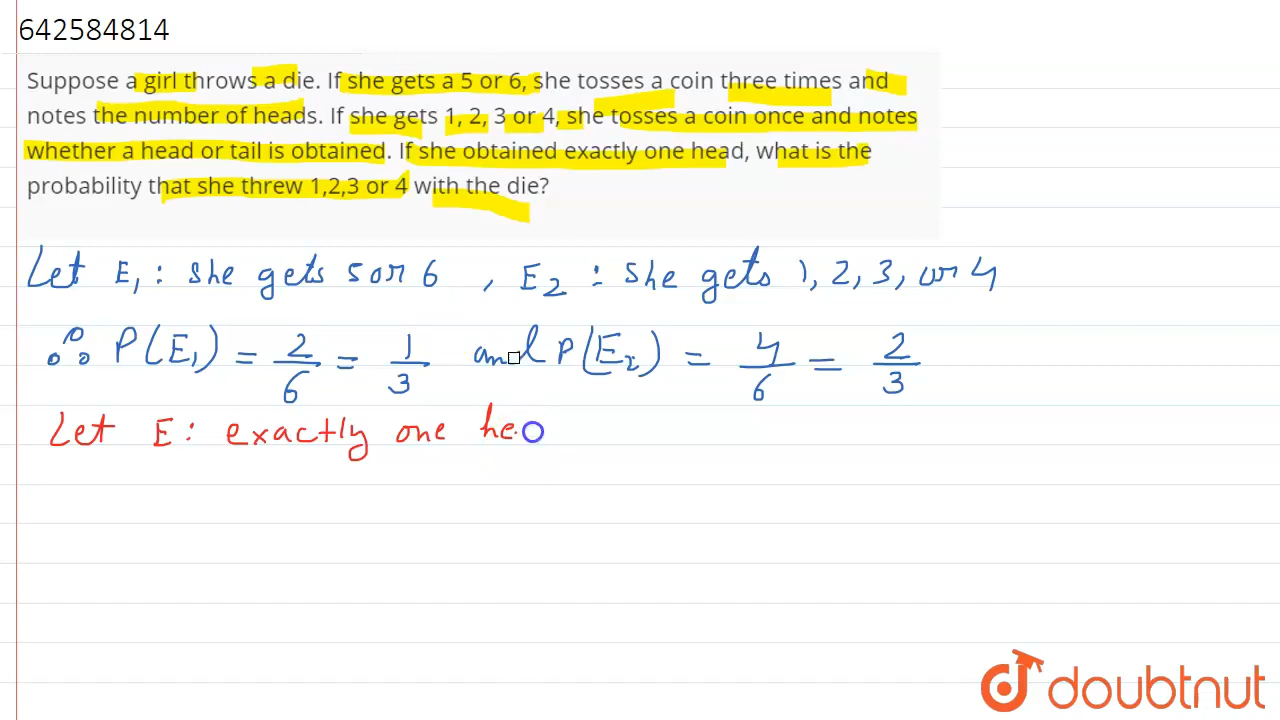 642584814
Suppose a girl throws a die. If she gets a 5 or 6, she tosses a coin three times and
notes the number of heads. If she gets 1, 2, 3 or 4, she tosses a coin once and notes
whether a head or tail is obtained. If she obtained exactly one head, what is the
probability that she threw 1,2,3 or 4 with the die?
Let E₁ : She gets 5 or 6 , E2 : She gets 1, 2, 3, or 4
∴ P(E₁) = 2/6 = 1/3 and P(E₂) = 4/6 = 2/3
Let E : exactly one he
doubtnut